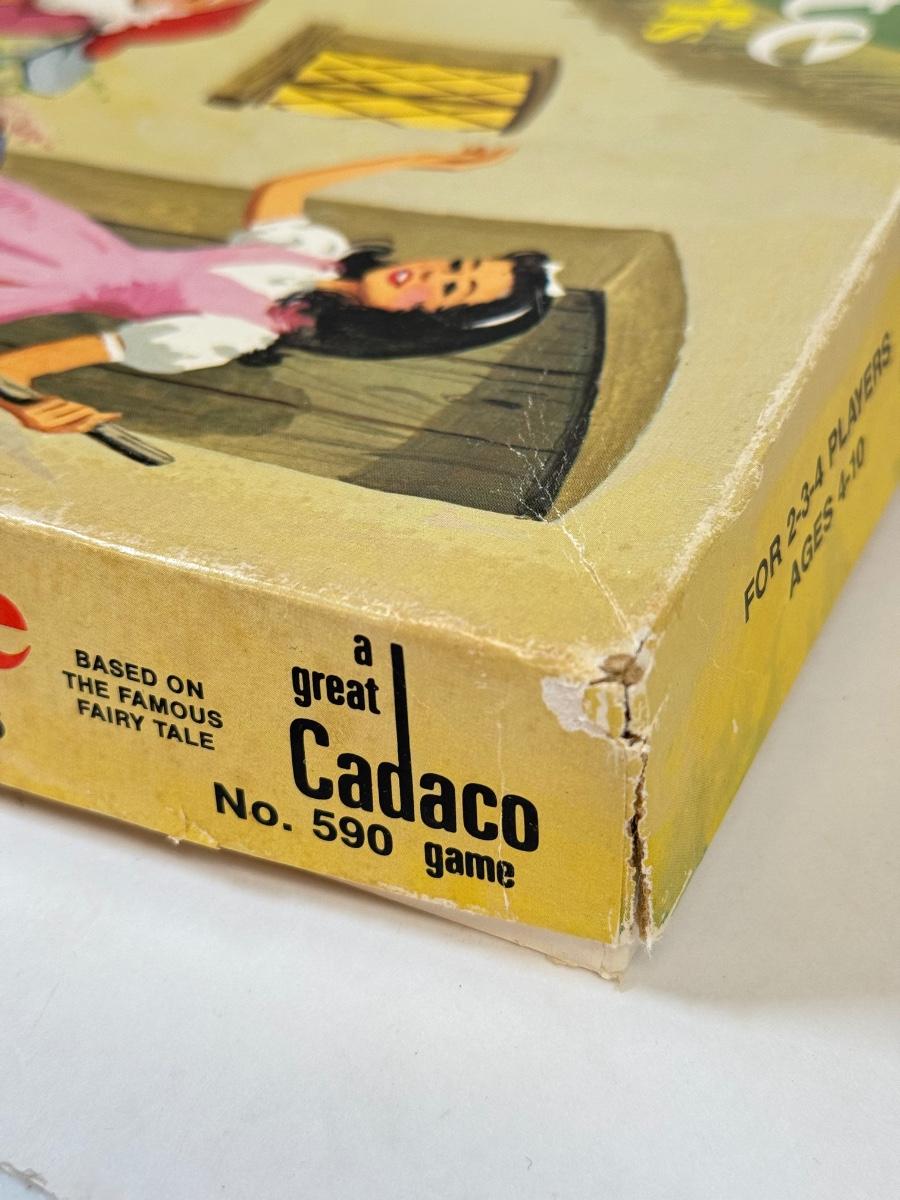 BASED ON
THE FAMOUS
FAIRY TALE
a
great
Cadaco
No. 590
game
FOR 2-3-4 PLAYERS
AGES 4-10